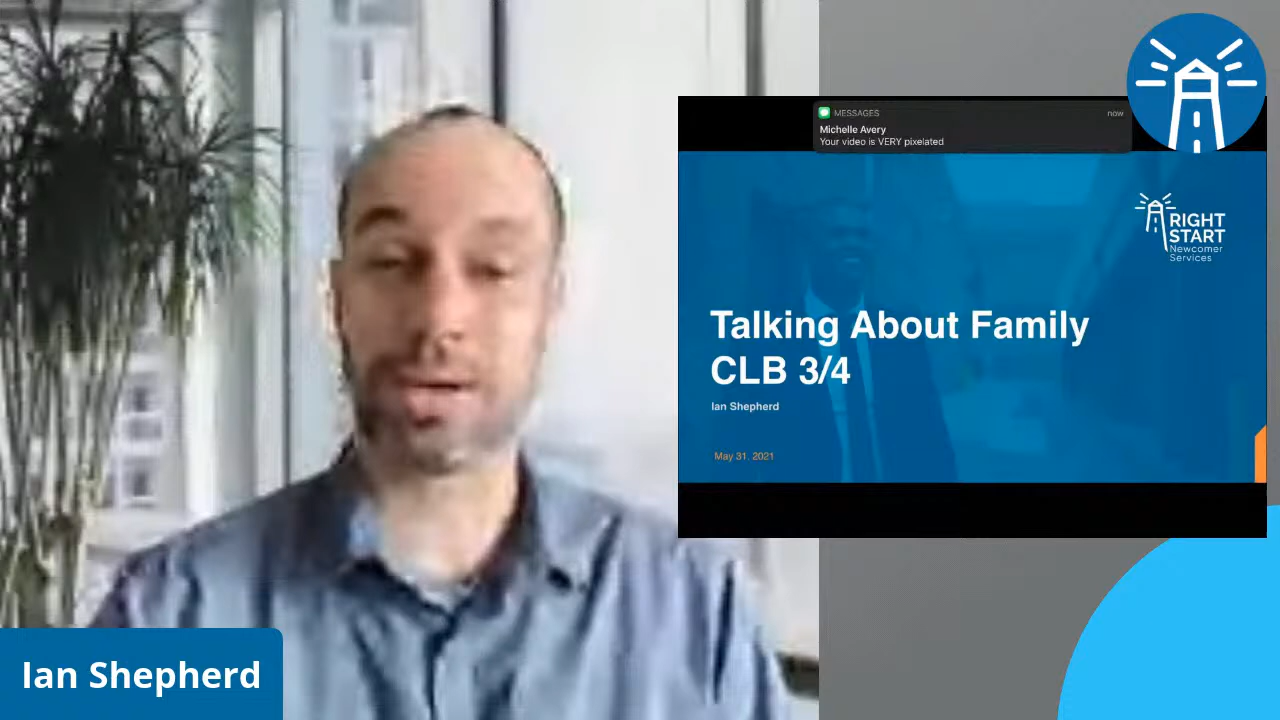 MESSAGES
now
Michelle Avery
Your video is VERY pixelated
RIGHT
START
Newcomer
Services
Talking About Family
CLB 3/4
Ian Shepherd
May 31, 2021
Ian Shepherd